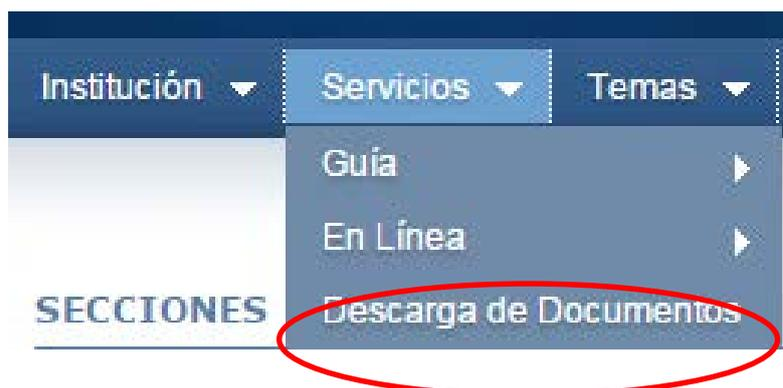 Institución Servicios Temas
Guía
En Línea
SECCIONES Descarga de Documentos